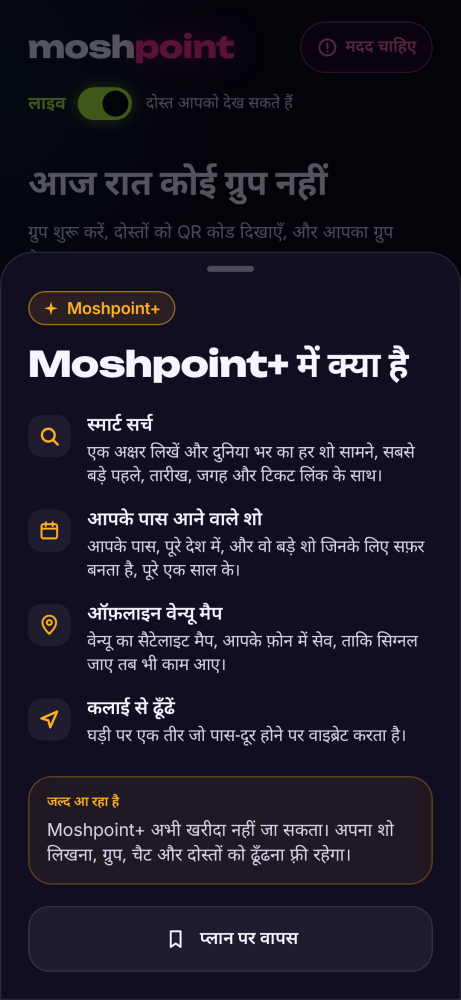 moshpoint
मदद चाहिए
लाइव
दोस्त आपको देख सकते हैं
आज रात कोई ग्रुप नहीं
ग्रुप शुरू करें, दोस्तों को QR कोड दिखाएँ, और आपका ग्रुप
Moshpoint+
Moshpoint+ में क्या है
स्मार्ट सर्च
एक अक्षर लिखें और दुनिया भर का हर शो सामने, सबसे
बड़े पहले, तारीख, जगह और टिकट लिंक के साथ।
आपके पास आने वाले शो
आपके पास, पूरे देश में, और वो बड़े शो जिनके लिए सफ़र
बनता है, पूरे एक साल के।
ऑफ़लाइन वेन्यू मैप
वेन्यू का सैटेलाइट मैप, आपके फ़ोन में सेव, ताकि सिग्नल
जाए तब भी काम आए।
कलाई से ढूँढें
घड़ी पर एक तीर जो पास-दूर होने पर वाइब्रेट करता है।
जल्द आ रहा है
Moshpoint+ अभी खरीदा नहीं जा सकता। अपना शो
लिखना, ग्रुप, चैट और दोस्तों को ढूँढना फ़्री रहेगा।
प्लान पर वापस